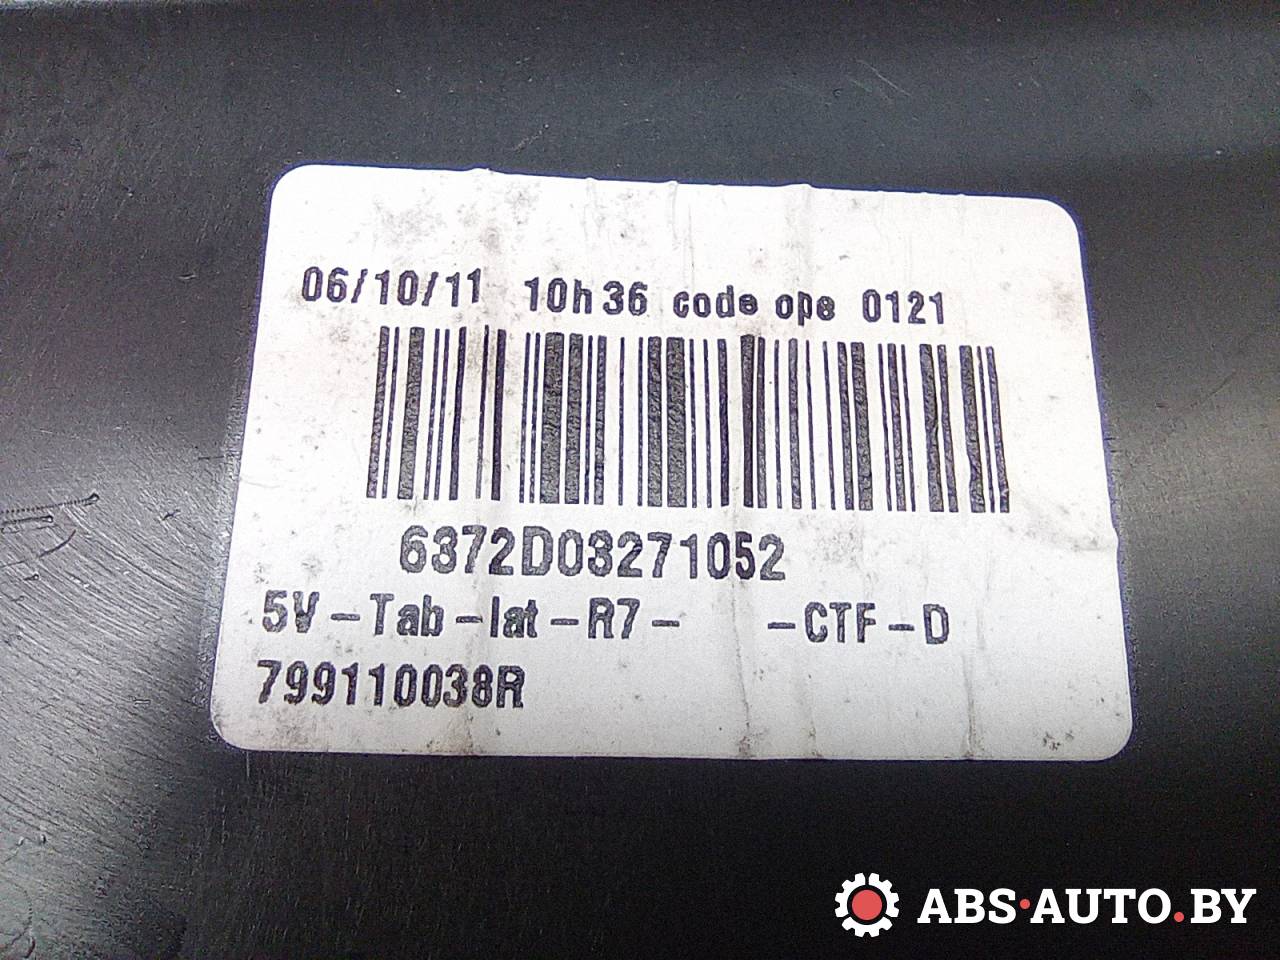 06/10/11 10h36 code ope 0121
6372D03271052
5V-Tab-lat-R7- -CTF-D
799110038R
ABS·AUTO.BY